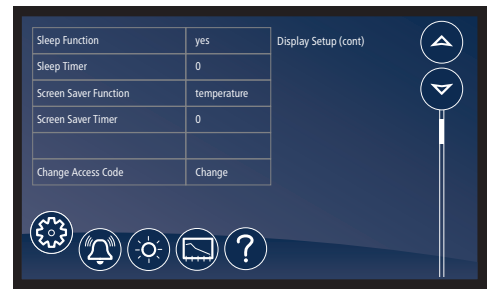 Sleep Function yes Display Setup (cont)
Sleep Timer 0
Screen Saver Function temperature
Screen Saver Timer 0
Change Access Code Change
?